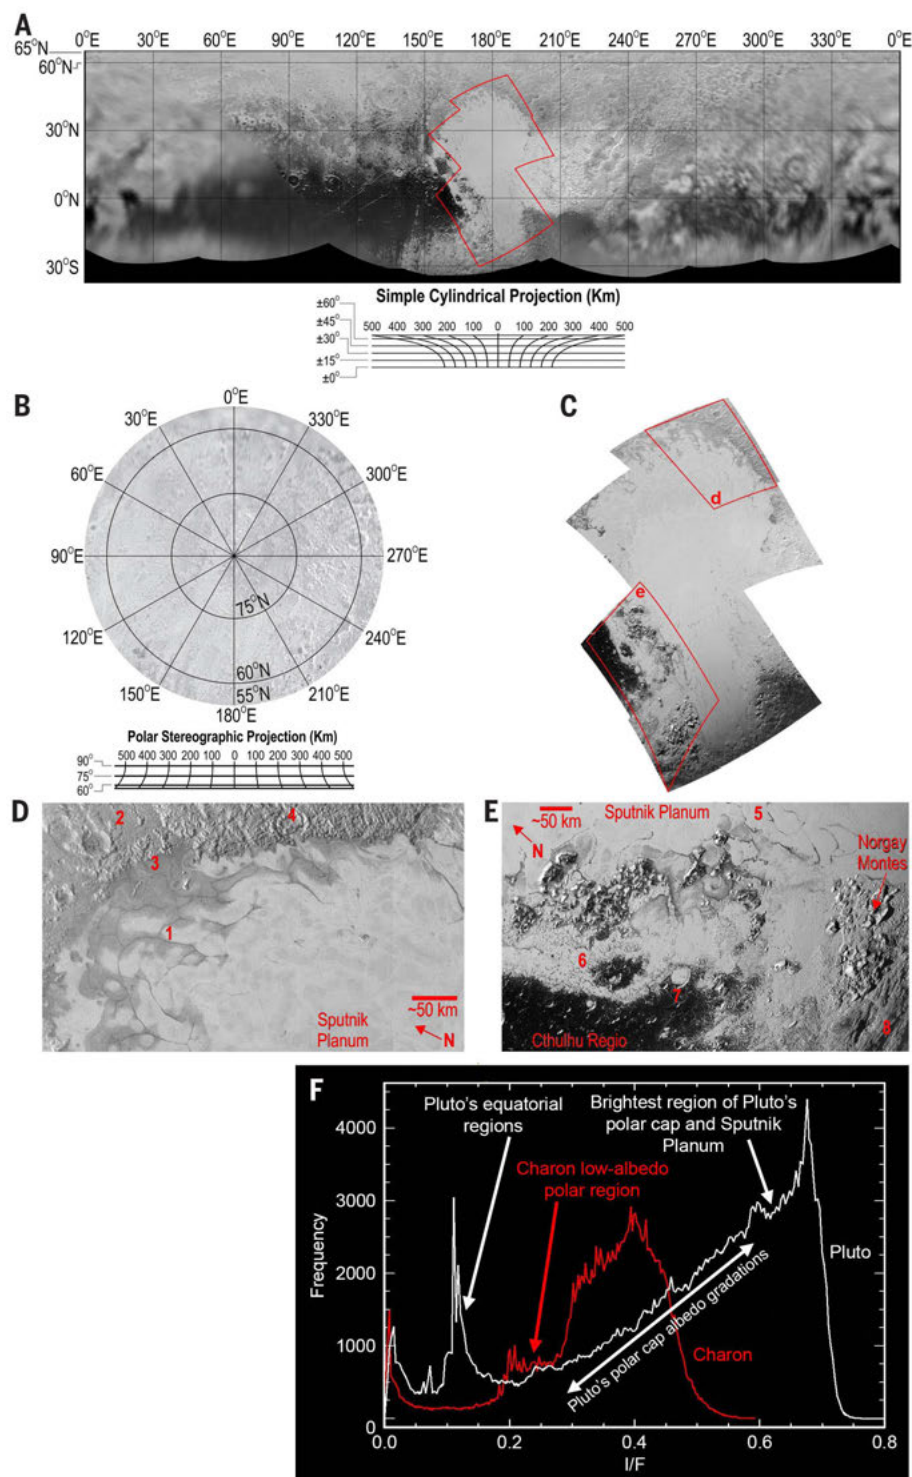 A
0°E 30°E 60°E 90°E 120°E 150°E 180°E 210°E 240°E 270°E 300°E 330°E 0°E
65°N
60°N
30°N
0°N
30°S
Simple Cylindrical Projection (Km)
±60°
±45°
±30°
±15°
±0°
500 400 300 200 100 0 100 200 300 400 500
B
0°E
30°E
330°E
60°E
300°E
90°E
270°E
120°E
240°E
150°E
210°E
180°E
75°N
60°N
55°N
Polar Stereographic Projection (Km)
90°
75°
60°
500 400 300 200 100 0 100 200 300 400 500
C
d
e
D
2
4
3
1
~50 km
Sputnik
Planum
N
E
~50 km
Sputnik Planum
5
N
Norgay
Montes
6
7
8
Cthulhu Regio
F
Pluto's equatorial
regions
Brightest region of Pluto's
polar cap and Sputnik
Planum
Charon low-albedo
polar region
Pluto
Pluto's polar cap albedo gradations
Charon
Frequency
4000
3000
2000
1000
0
0.0 0.2 0.4 0.6 0.8
I/F